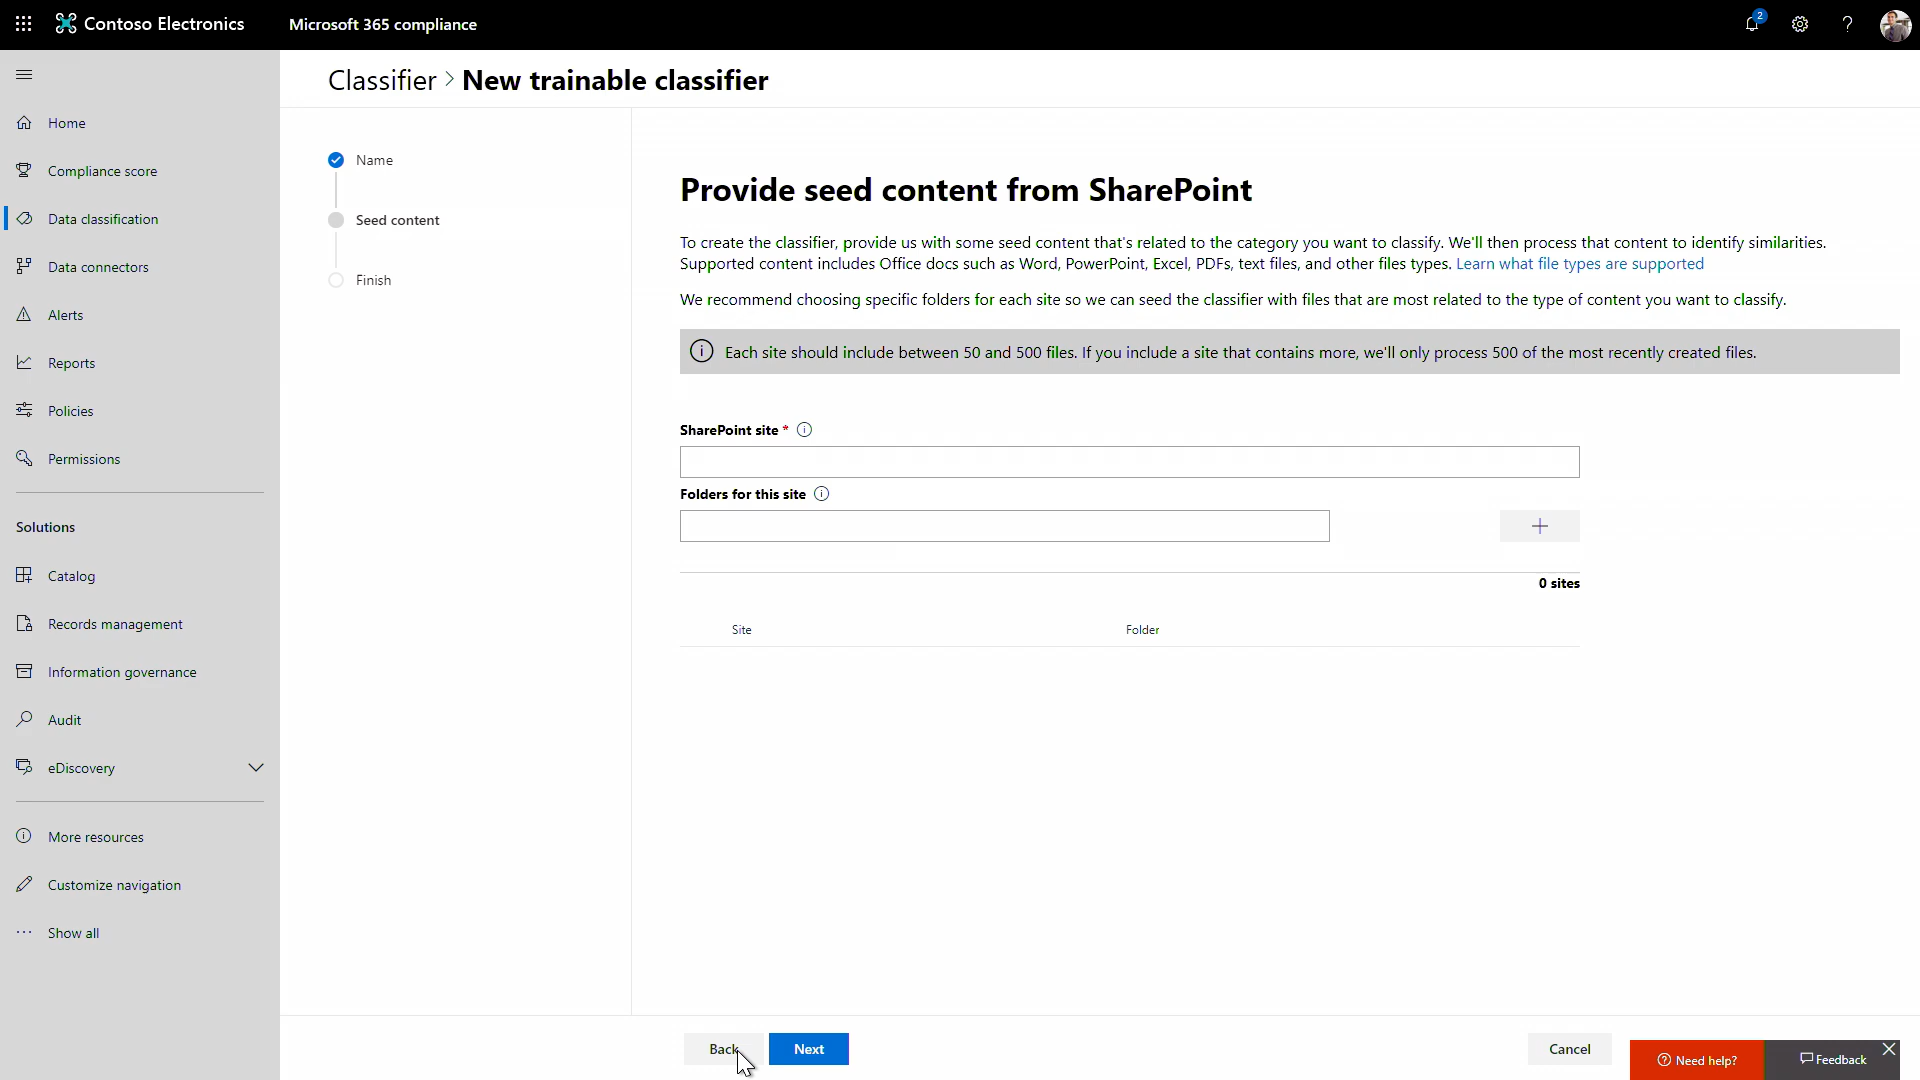 Contoso Electronics
Microsoft 365 compliance
2
Classifier > New trainable classifier
Home
Compliance score
Data classification
Data connectors
Alerts
Reports
Policies
Permissions
Solutions
Catalog
Records management
Information governance
Audit
eDiscovery
More resources
Customize navigation
Show all
Name
Seed content
Finish
Provide seed content from SharePoint
To create the classifier, provide us with some seed content that's related to the category you want to classify. We'll then process that content to identify similarities.
Supported content includes Office docs such as Word, PowerPoint, Excel, PDFs, text files, and other files types. Learn what file types are supported
We recommend choosing specific folders for each site so we can seed the classifier with files that are most related to the type of content you want to classify.
Each site should include between 50 and 500 files. If you include a site that contains more, we'll only process 500 of the most recently created files.
SharePoint site *
Folders for this site
0 sites
Site Folder
Back Next Cancel
Need help? Feedback